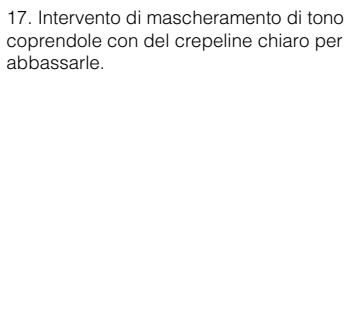 17. Intervento di mascheramento di tono
coprendole con del crepeline chiaro per
abbassarle.